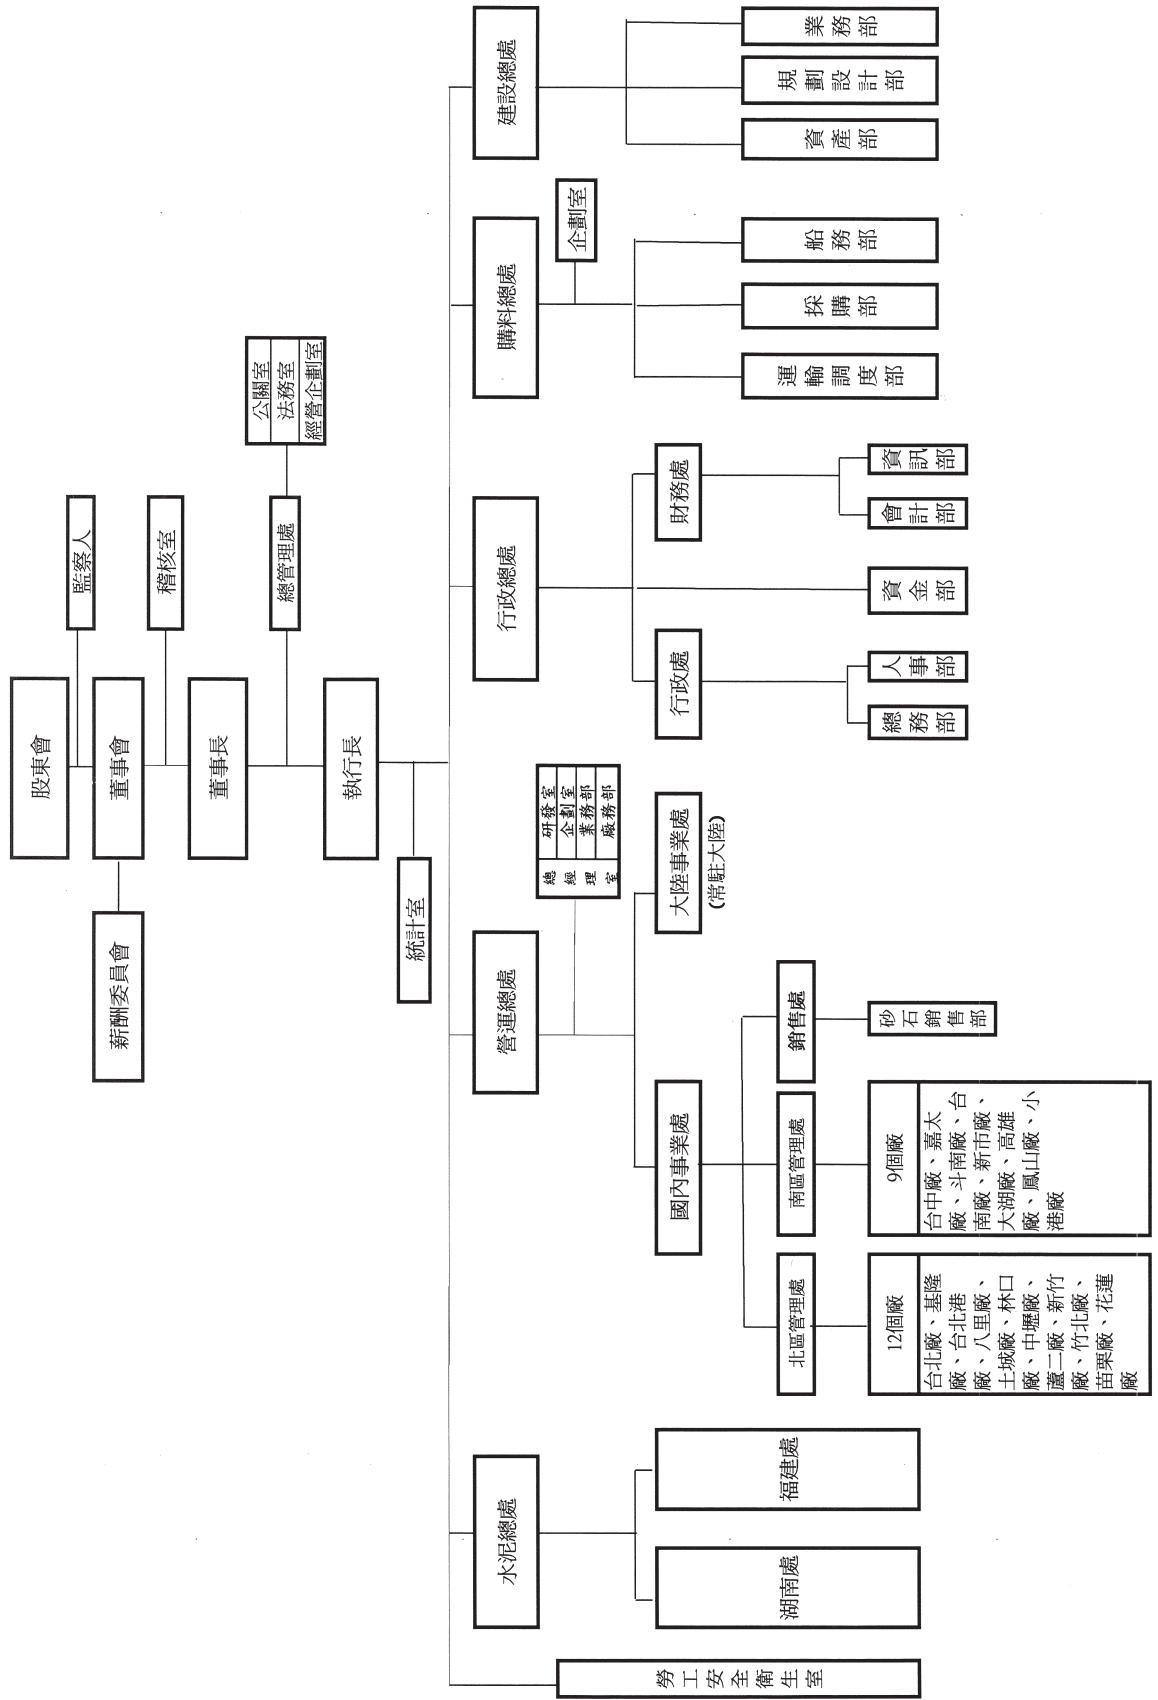 股東會
監察人
薪酬委員會
董事會
稽核室
董事長
總管理處
公關室
法務室
經營企劃室
執行長
統計室
勞工安全衛生室
水泥總處
湖南處
福建處
營運總處
總經理室
研發室
企劃室
業務部
廠務部
國內事業處
大陸事業處
(常駐大陸)
北區管理處
南區管理處
銷售處
12個廠
台北廠、基隆
廠、台北港
廠、八里廠、
土城廠、林口
廠、中壢廠、
蘆二廠、新竹
廠、竹北廠、
苗栗廠、花蓮
廠
9個廠
台中廠、嘉太
廠、斗南廠、台
南廠、新市廠、
大湖廠、高雄
廠、鳳山廠、小
港廠
砂石銷售部
行政總處
行政處
財務處
總務部
人事部
資金部
會計部
資訊部
購料總處
企劃室
運輸調度部
採購部
船務部
建設總處
資產部
規劃設計部
業務部